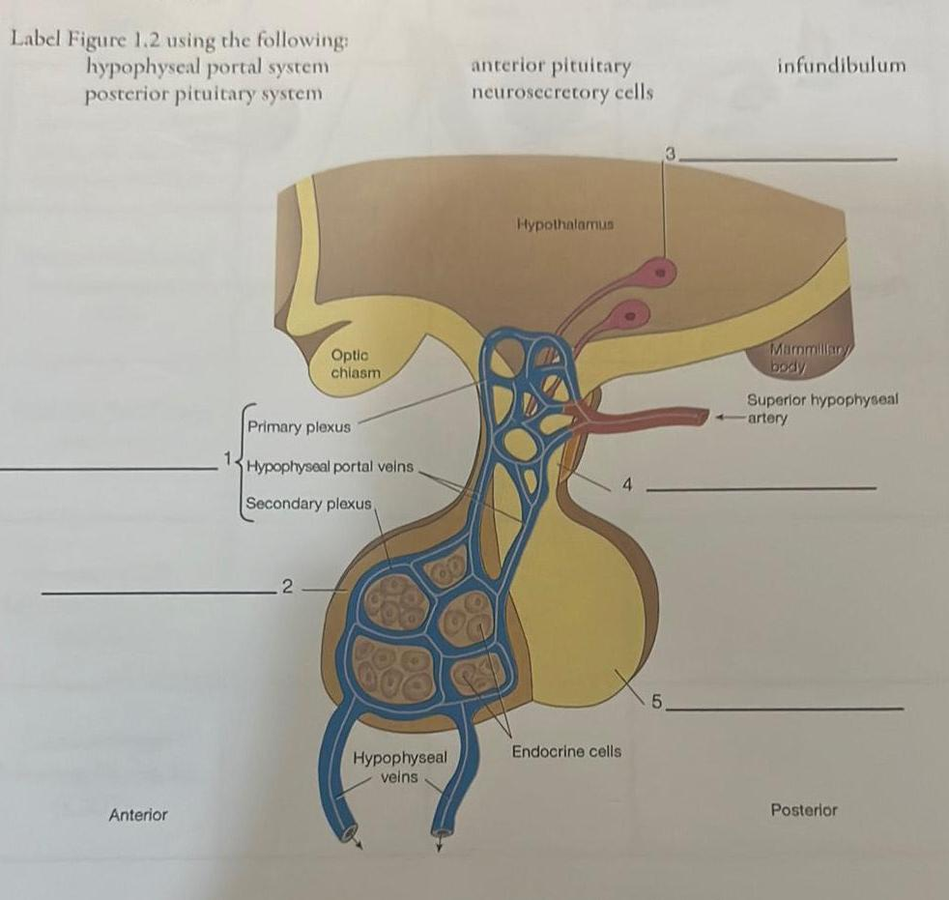 Label Figure 1.2 using the following:
hypophyseal portal system anterior pituitary infundibulum
posterior pituitary system neurosecretory cells
3
Hypothalamus
Optic
chiasm
Mammillary
body
Superior hypophyseal
artery
Primary plexus
1 Hypophyseal portal veins
Secondary plexus
4
2
5
Hypophyseal
veins
Endocrine cells
Anterior
Posterior